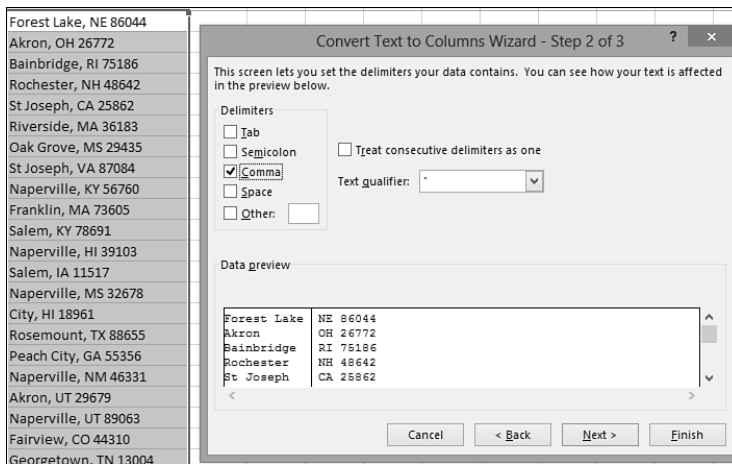 Forest Lake, NE 86044
Akron, OH 26772
Bainbridge, RI 75186
Rochester, NH 48642
St Joseph, CA 25862
Riverside, MA 36183
Oak Grove, MS 29435
St Joseph, VA 87084
Naperville, KY 56760
Franklin, MA 73605
Salem, KY 78691
Naperville, HI 39103
Salem, IA 11517
Naperville, MS 32678
City, HI 18961
Rosemount, TX 88655
Peach City, GA 55356
Naperville, NM 46331
Akron, UT 29679
Naperville, UT 89063
Fairview, CO 44310
Georgetown, TN 13004
Convert Text to Columns Wizard - Step 2 of 3
? ×
This screen lets you set the delimiters your data contains. You can see how your text is affected
in the preview below.
Delimiters
Tab
Semicolon
Comma
Space
Other:
Treat consecutive delimiters as one
Text qualifier: "
Data preview
Forest Lake NE 86044
Akron OH 26772
Bainbridge RI 75186
Rochester NH 48642
St Joseph CA 25862
Cancel < Back Next > Finish